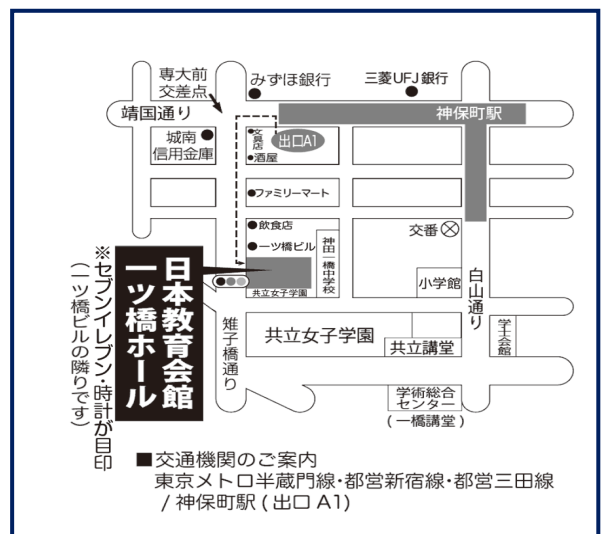 専大前
交差点
みずほ銀行
三菱UFJ銀行
靖国通り
神保町駅
城南
信用金庫
文具店
出口A1
酒屋
ファミリーマート
飲食店
一ツ橋ビル
神田一橋中学校
交番
小学館
白山通り
共立女子学園
日本教育会館
一ツ橋ホール
※セブンイレブン・時計が目印
(一ツ橋ビルの隣りです)
雉子橋通り
共立女子学園
共立講堂
学士会館
学術総合
センター
(一橋講堂)
■交通機関のご案内
東京メトロ半蔵門線・都営新宿線・都営三田線
/神保町駅(出口A1)